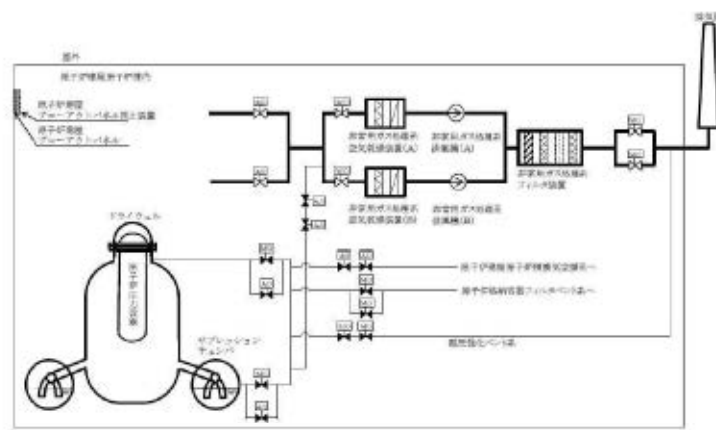 屋外
原子炉建屋原子炉棟内
原子炉建屋
ブローアウトパネル閉止装置
原子炉建屋
ブローアウトパネル
非常用ガス処理系
空気乾燥装置(A)
非常用ガス処理系
排風機(A)
非常用ガス処理系
空気乾燥装置(B)
非常用ガス処理系
排風機(B)
非常用ガス処理系
フィルタ装置
ドライウェル
原子炉圧力容器
サプレッション
チェンバ
原子炉建屋原子炉棟換気空調系へ
原子炉格納容器フィルタベント系へ
耐圧強化ベント系